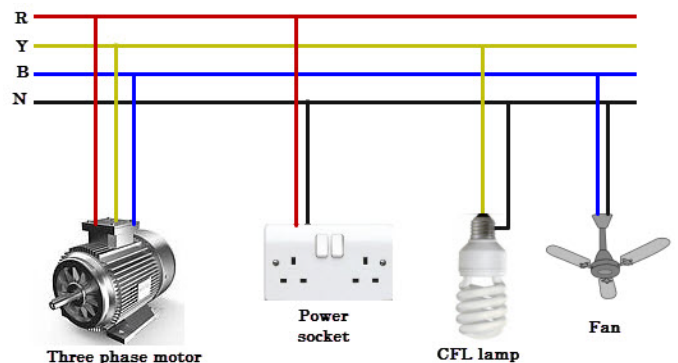 R
Y
B
N
Three phase motor
Power
socket
CFL lamp
Fan